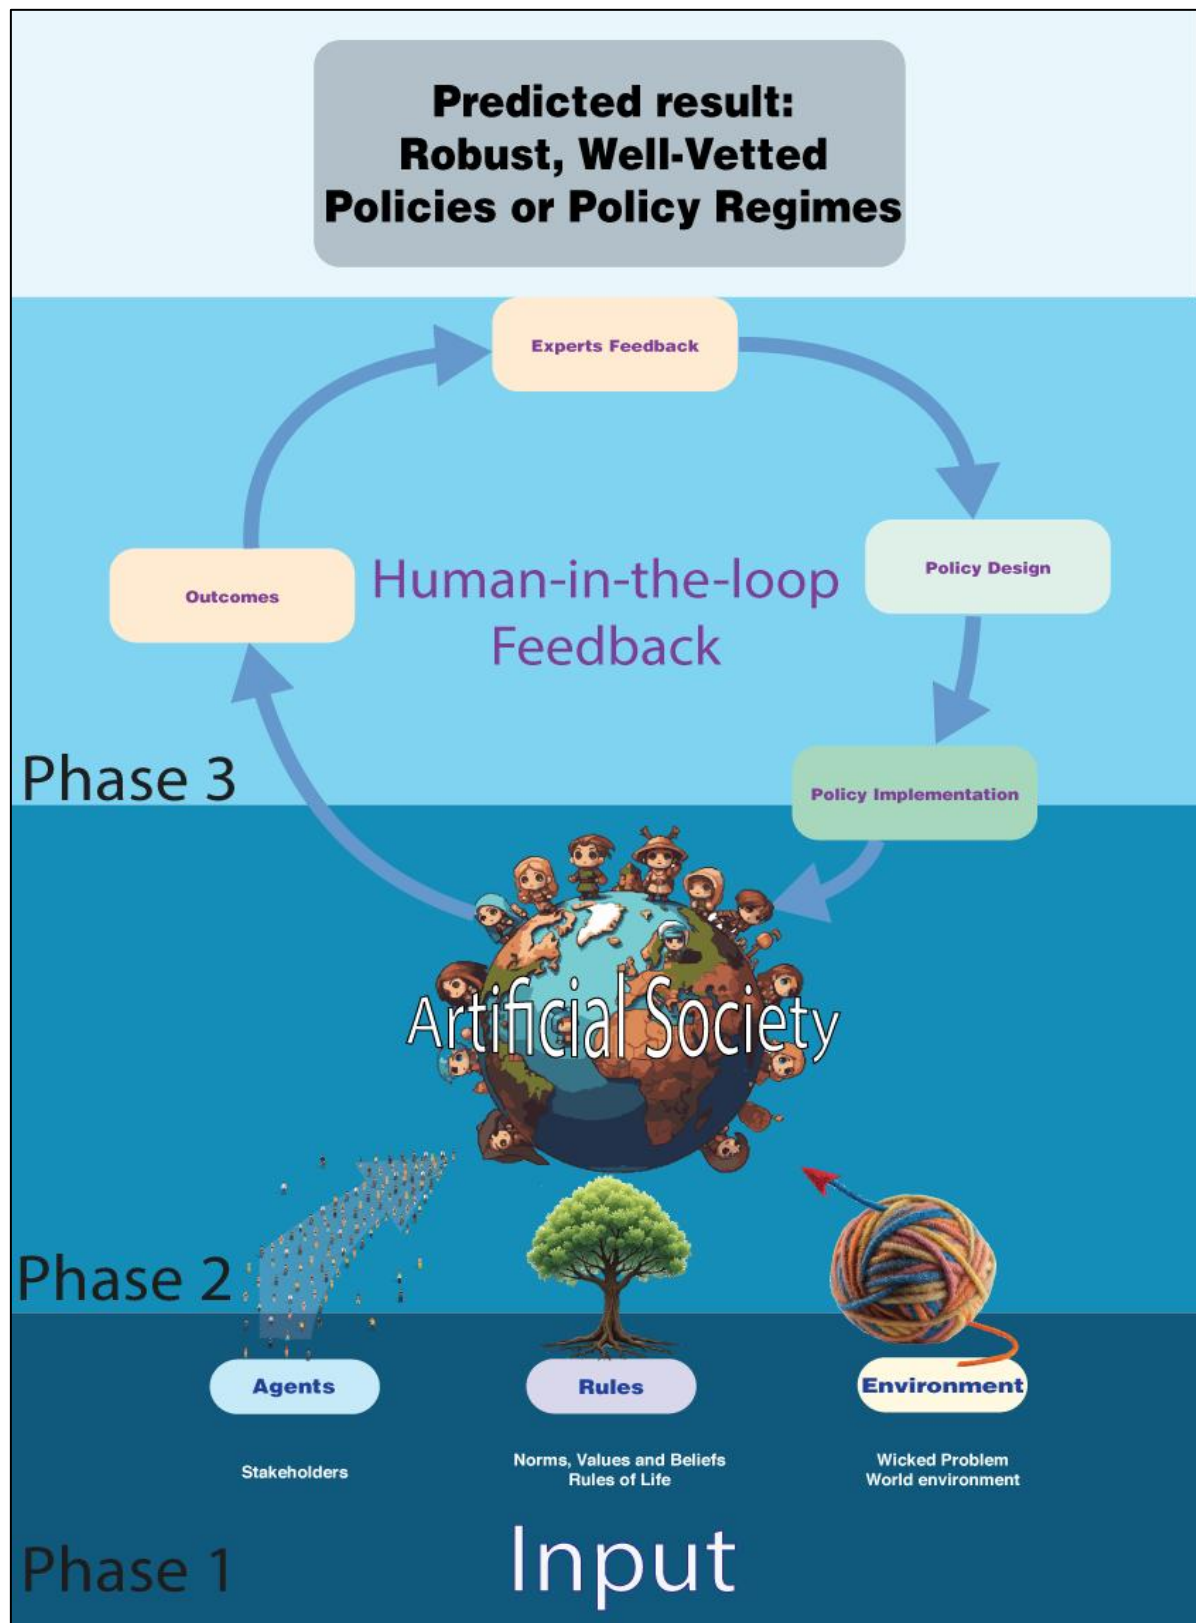 Predicted result:
Robust, Well-Vetted
Policies or Policy Regimes
Experts Feedback
Policy Design
Outcomes
Human-in-the-loop
Feedback
Phase 3
Policy Implementation
Artificial Society
Phase 2
Agents
Rules
Environment
Stakeholders
Norms, Values and Beliefs
Rules of Life
Wicked Problem
World environment
Phase 1
Input